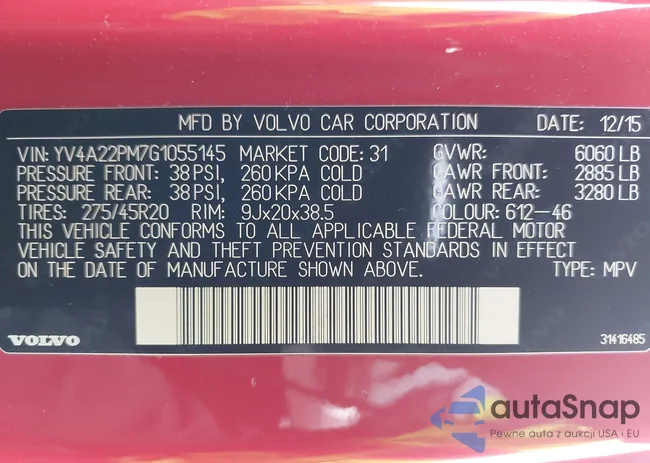 MFD BY VOLVO CAR CORPORATION DATE: 12/15
VIN: YV4A22PM7G1055145 MARKET CODE: 31 GVWR: 6060 LB
PRESSURE FRONT: 38 PSI, 260 KPA COLD GAWR FRONT: 2885 LB
PRESSURE REAR: 38 PSI, 260 KPA COLD GAWR REAR: 3280 LB
TIRES: 275/45R20 RIM: 9Jx20x38.5 COLOUR: 612-46
THIS VEHICLE CONFORMS TO ALL APPLICABLE FEDERAL MOTOR
VEHICLE SAFETY AND THEFT PREVENTION STANDARDS IN EFFECT
ON THE DATE OF MANUFACTURE SHOWN ABOVE. TYPE: MPV
VOLVO 31416485
autaSnap
Pewne auta z aukcji USA i EU